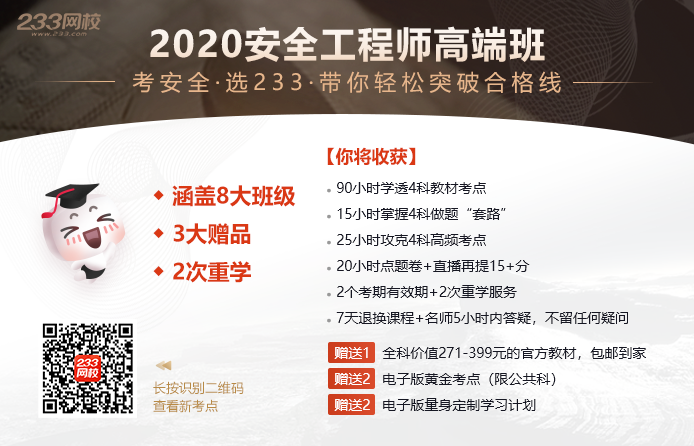 233网校
www.233.com
2020安全工程师高端班
考安全·选233·带你轻松突破合格线
【你将收获】
涵盖8大班级
3大赠品
2次重学
90小时学透4科教材考点
15小时掌握4科做题“套路”
25小时攻克4科高频考点
20小时点题卷+直播再提15+分
2个考期有效期+2次重学服务
7天退换课程+名师5小时内答疑，不留任何疑问
赠送1 全科价值271-399元的官方教材，包邮到家
赠送2 电子版黄金考点（限公共科）
赠送2 电子版量身定制学习计划
233
网校
长按识别二维码
查看新考点